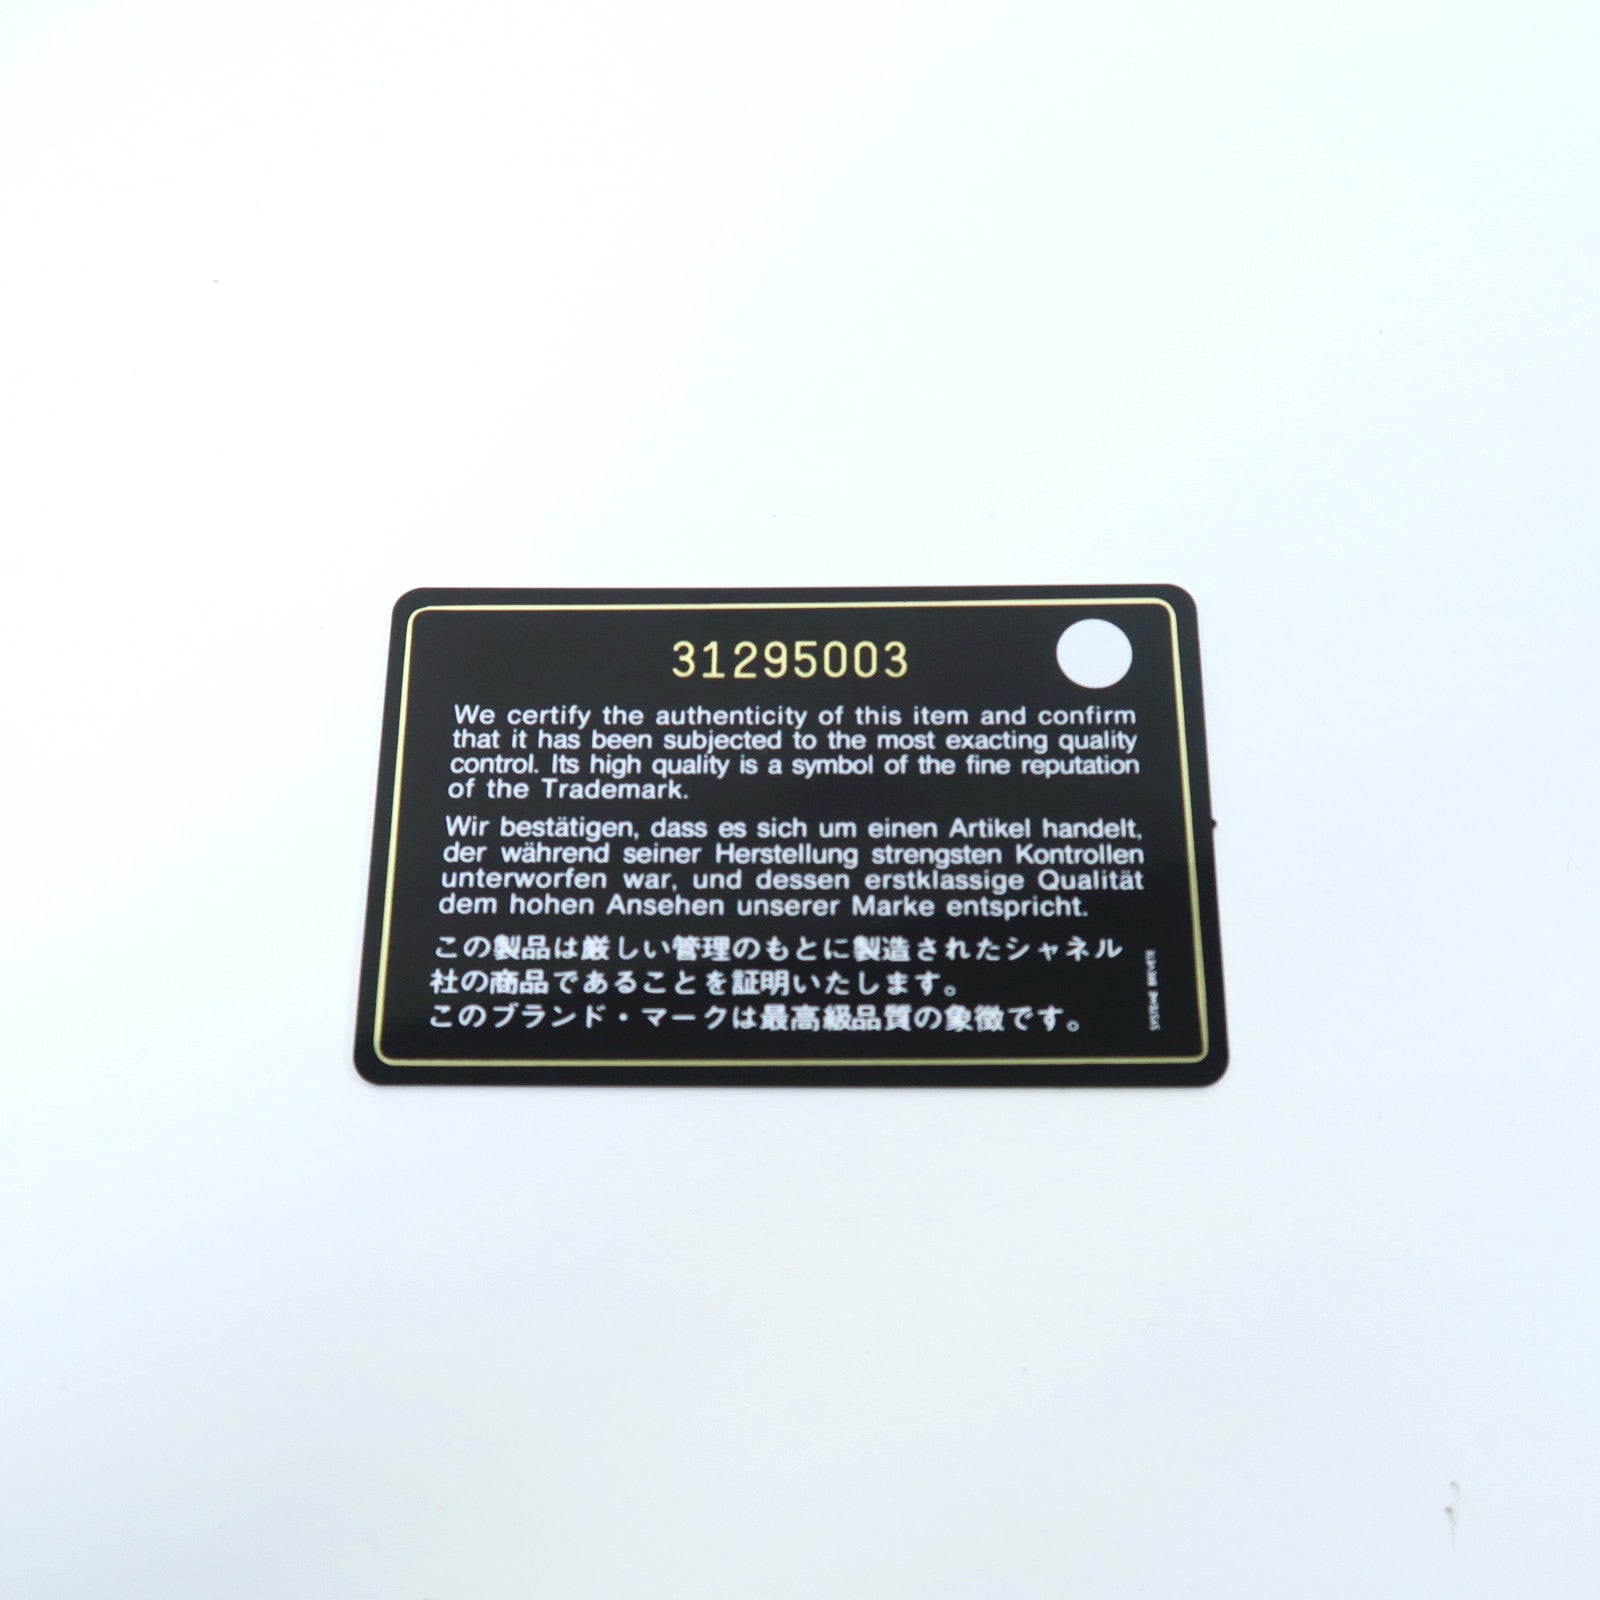 31295003
We certify the authenticity of this item and confirm
that it has been subjected to the most exacting quality
control. Its high quality is a symbol of the fine reputation
of the Trademark.
Wir bestätigen, dass es sich um einen Artikel handelt,
der während seiner Herstellung strengsten Kontrollen
unterworfen war, und dessen erstklassige Qualität
dem hohen Ansehen unserer Marke entspricht.
この製品は厳しい管理のもとに製造されたシャネル
社の商品であることを証明いたします。
このブランド・マークは最高級品質の象徴です。
SYSTEME BREVETE